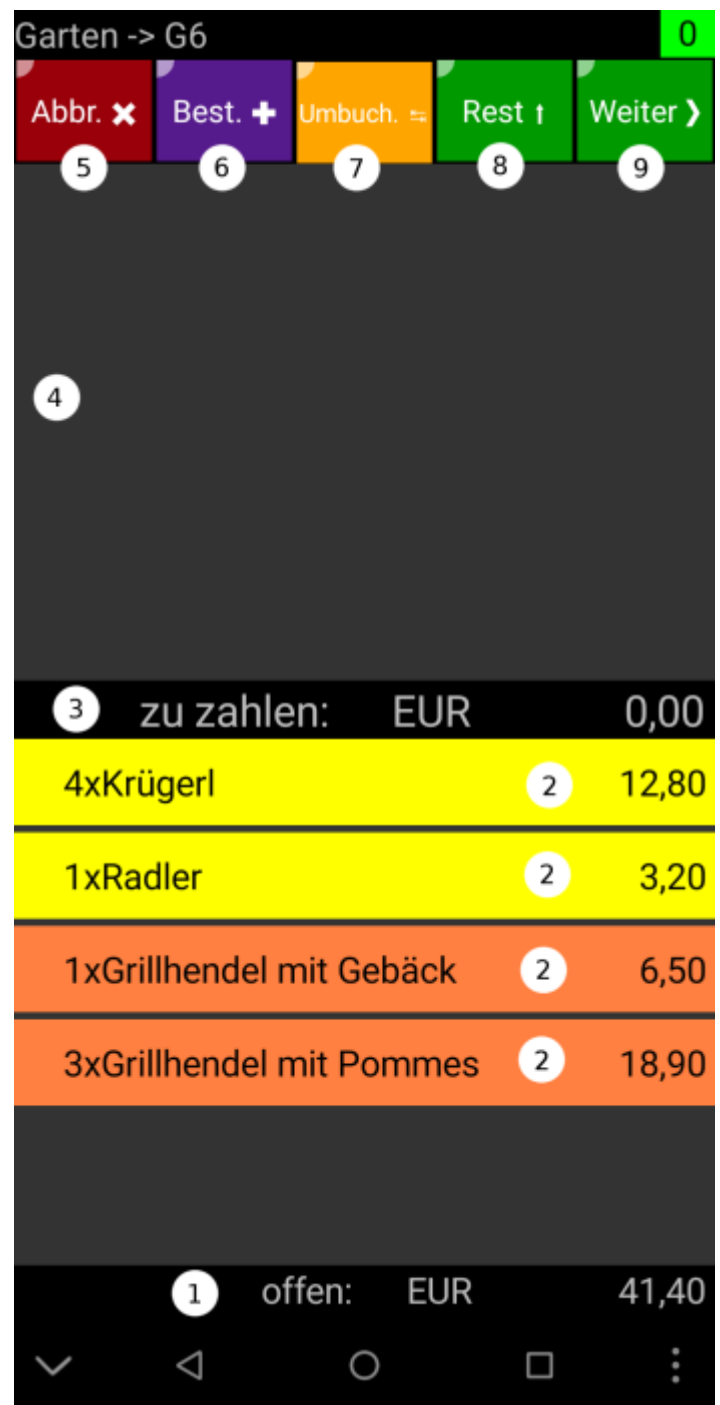 Garten -> G6 0
Abbr. ✖ Best. ✚ Umbuch. ⇆ Rest ↑ Weiter ❯
5 6 7 8 9
4
3 zu zahlen: EUR 0,00
4xKrügerl 2 12,80
1xRadler 2 3,20
1xGrillhendel mit Gebäck 2 6,50
3xGrillhendel mit Pommes 2 18,90
1 offen: EUR 41,40